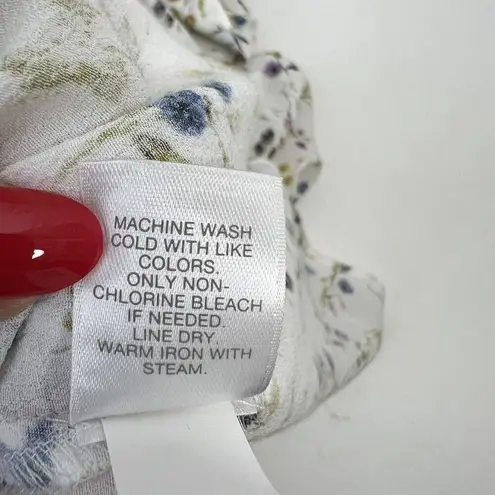 MACHINE WASH
COLD WITH LIKE
COLORS.
ONLY NON-
CHLORINE BLEACH
IF NEEDED.
LINE DRY.
WARM IRON WITH
STEAM.